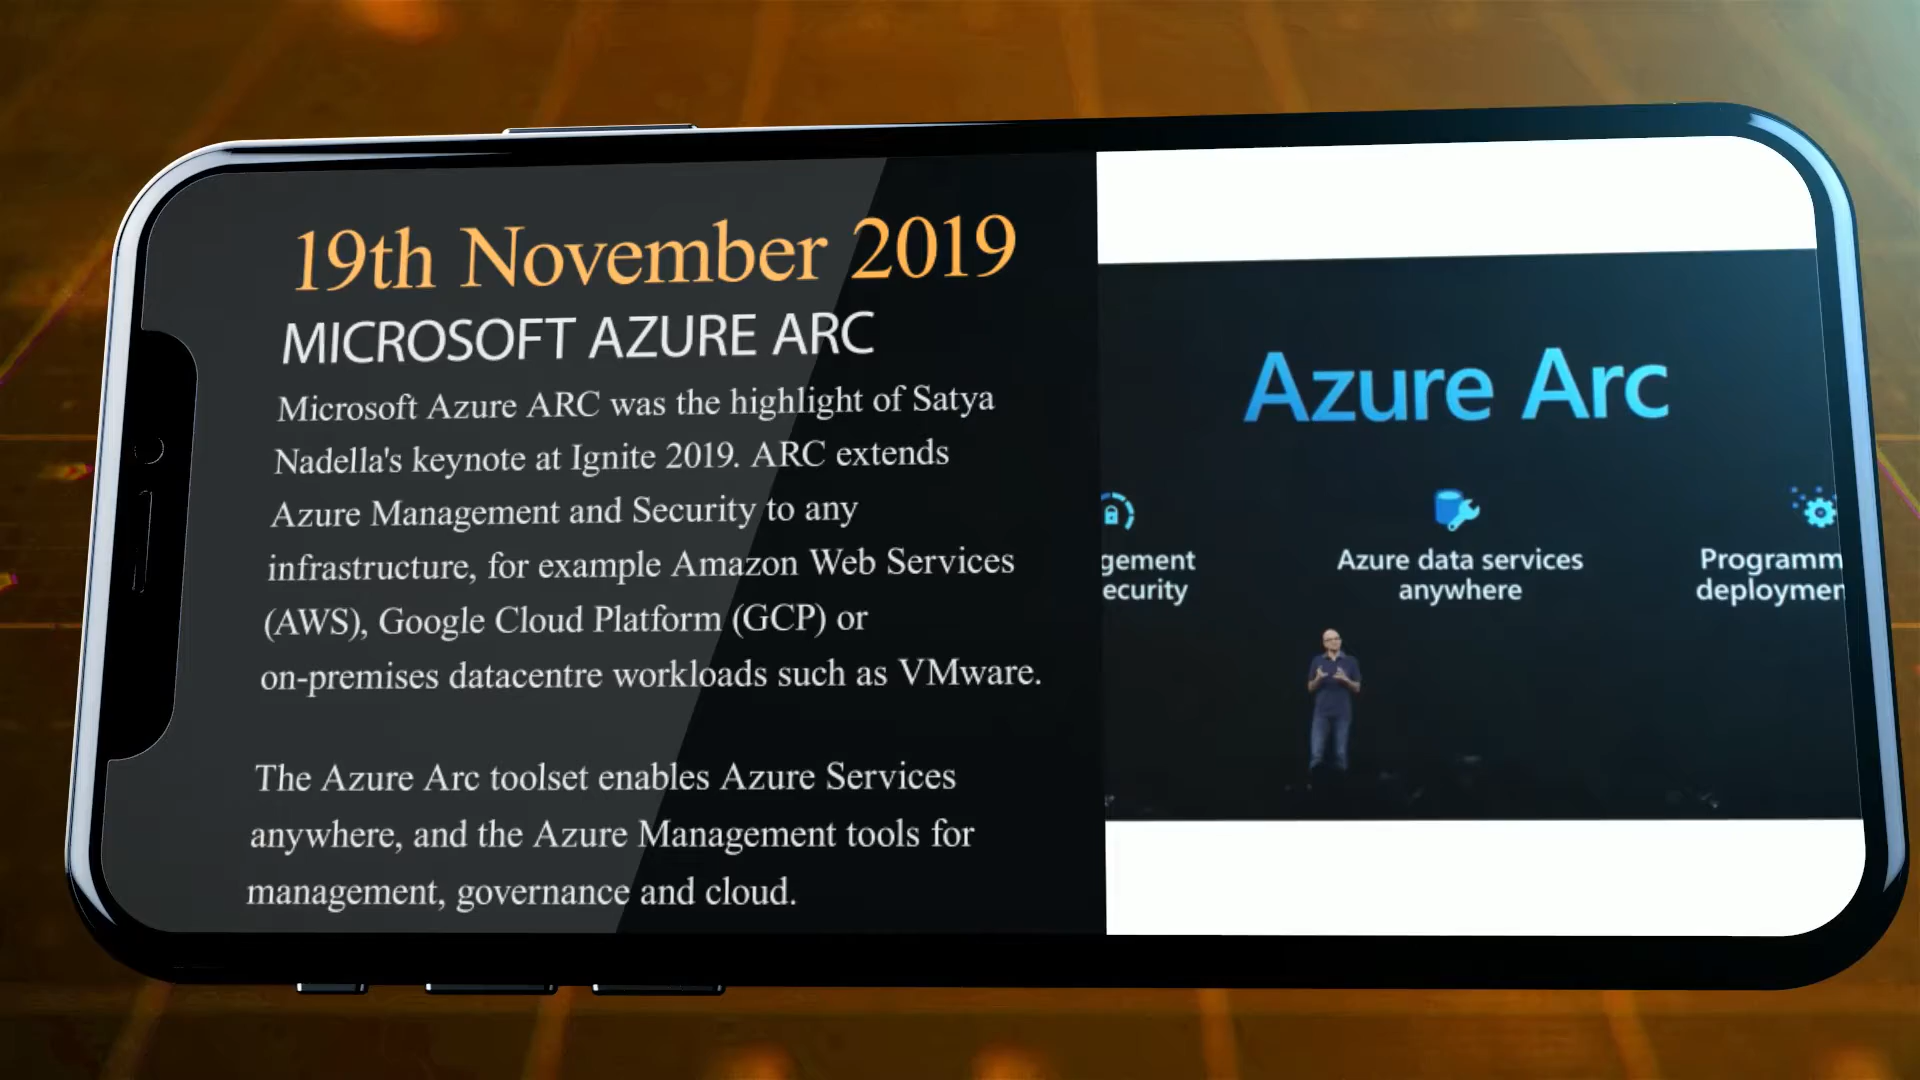 19th November 2019
MICROSOFT AZURE ARC
Microsoft Azure ARC was the highlight of Satya
Nadella's keynote at Ignite 2019. ARC extends
Azure Management and Security to any
infrastructure, for example Amazon Web Services
(AWS), Google Cloud Platform (GCP) or
on-premises datacentre workloads such as VMware.
The Azure Arc toolset enables Azure Services
anywhere, and the Azure Management tools for
management, governance and cloud.
Azure Arc
gement
ecurity
Azure data services
anywhere
Programm
deploymen